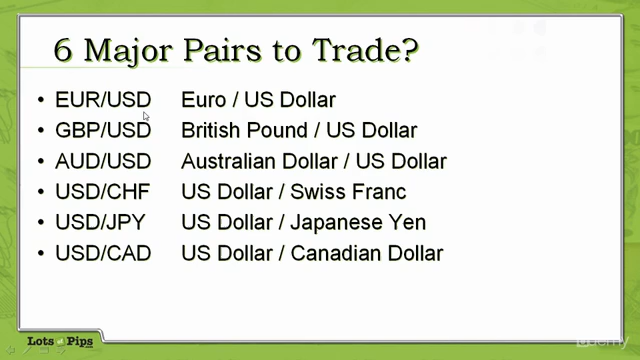 6 Major Pairs to Trade?
• EUR/USD Euro / US Dollar
• GBP/USD British Pound / US Dollar
• AUD/USD Australian Dollar / US Dollar
• USD/CHF US Dollar / Swiss Franc
• USD/JPY US Dollar / Japanese Yen
• USD/CAD US Dollar / Canadian Dollar
Lots of Pips
Udemy